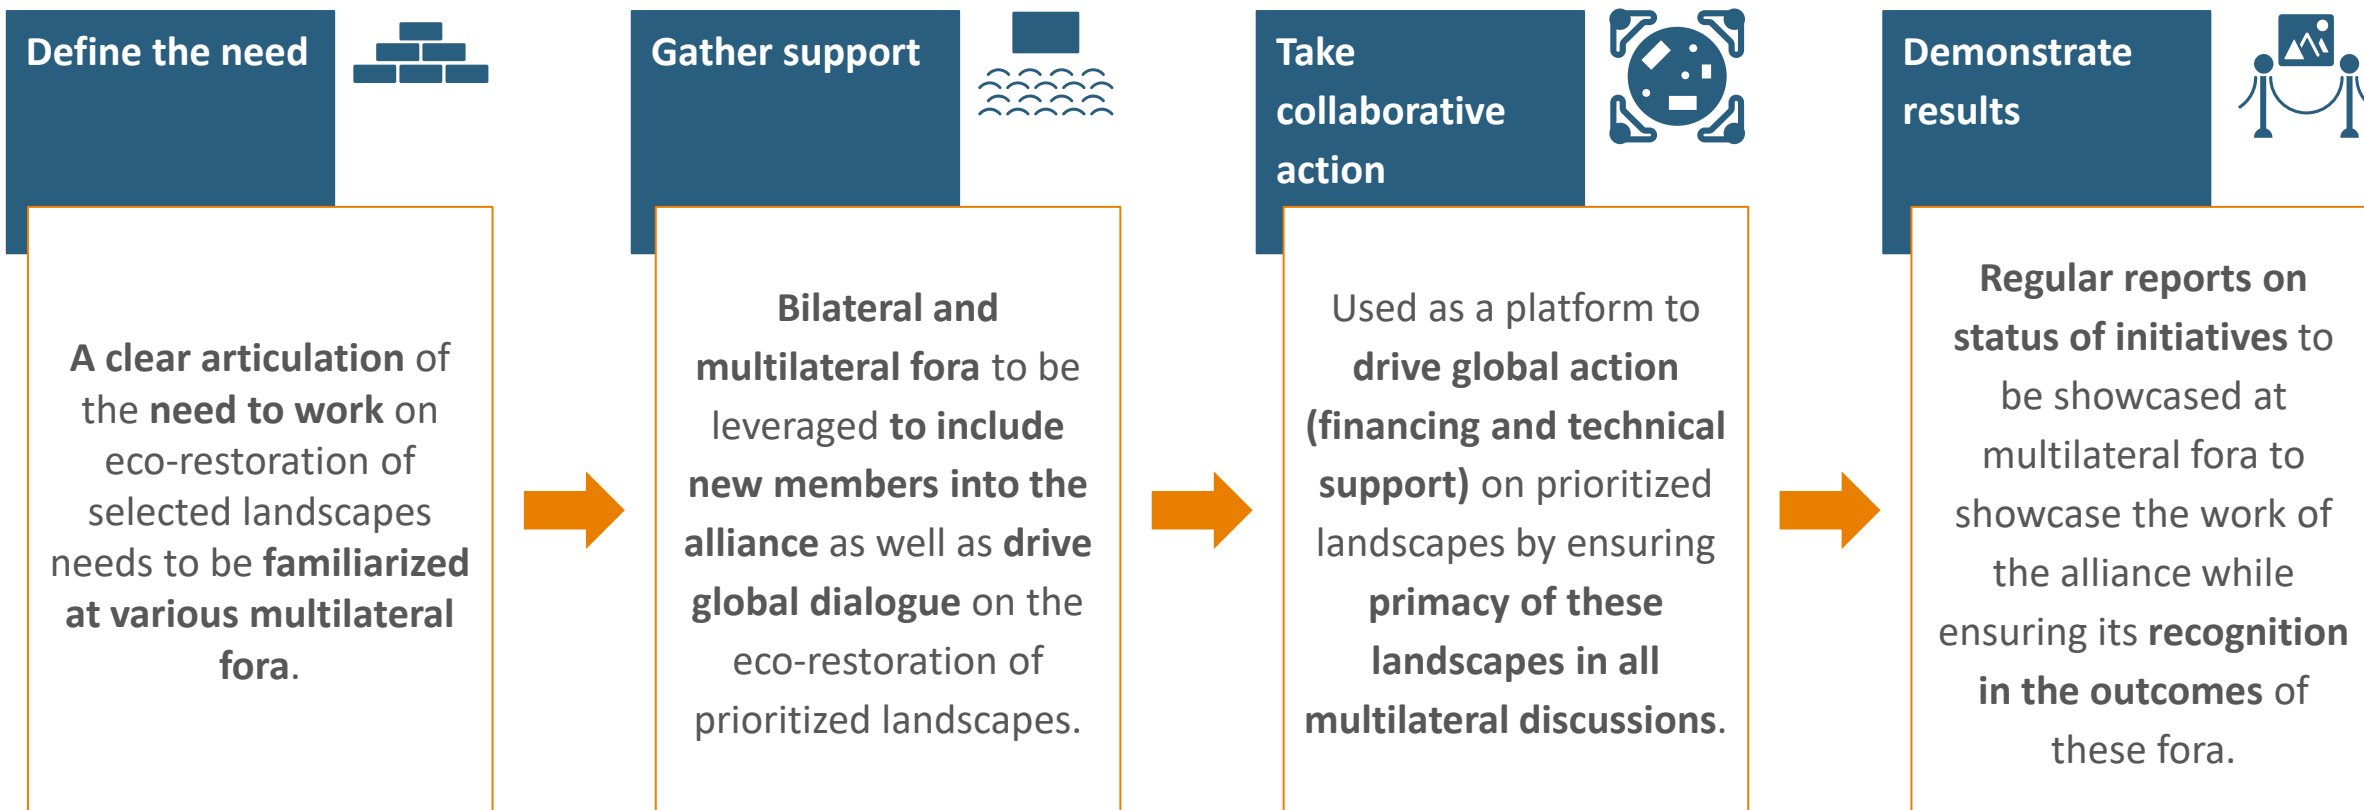 Define the need
A clear articulation of
the need to work on
eco-restoration of
selected landscapes
needs to be familiarized
at various multilateral
fora.
Gather support
Bilateral and
multilateral fora to be
leveraged to include
new members into the
alliance as well as drive
global dialogue on the
eco-restoration of
prioritized landscapes.
Take
collaborative
action
Used as a platform to
drive global action
(financing and technical
support) on prioritized
landscapes by ensuring
primacy of these
landscapes in all
multilateral discussions.
Demonstrate
results
Regular reports on
status of initiatives to
be showcased at
multilateral fora to
showcase the work of
the alliance while
ensuring its recognition
in the outcomes of
these fora.